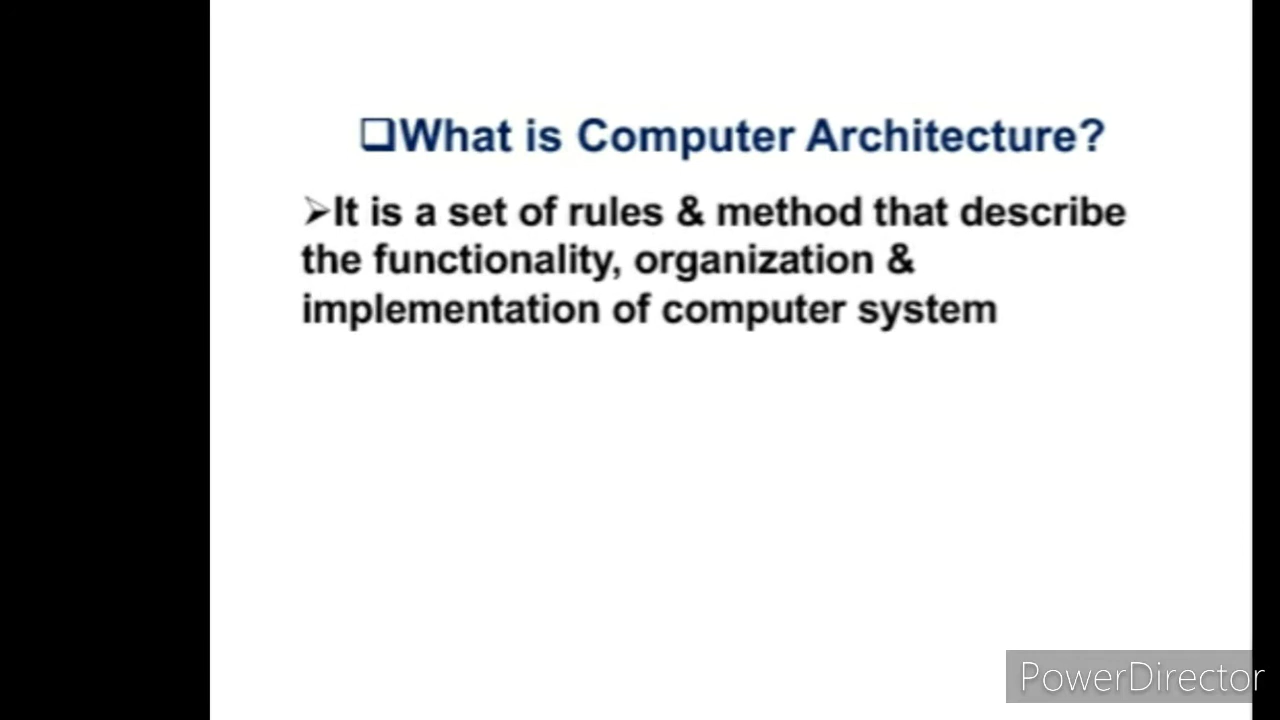 ❑What is Computer Architecture?
➢It is a set of rules & method that describe
the functionality, organization &
implementation of computer system
PowerDirector